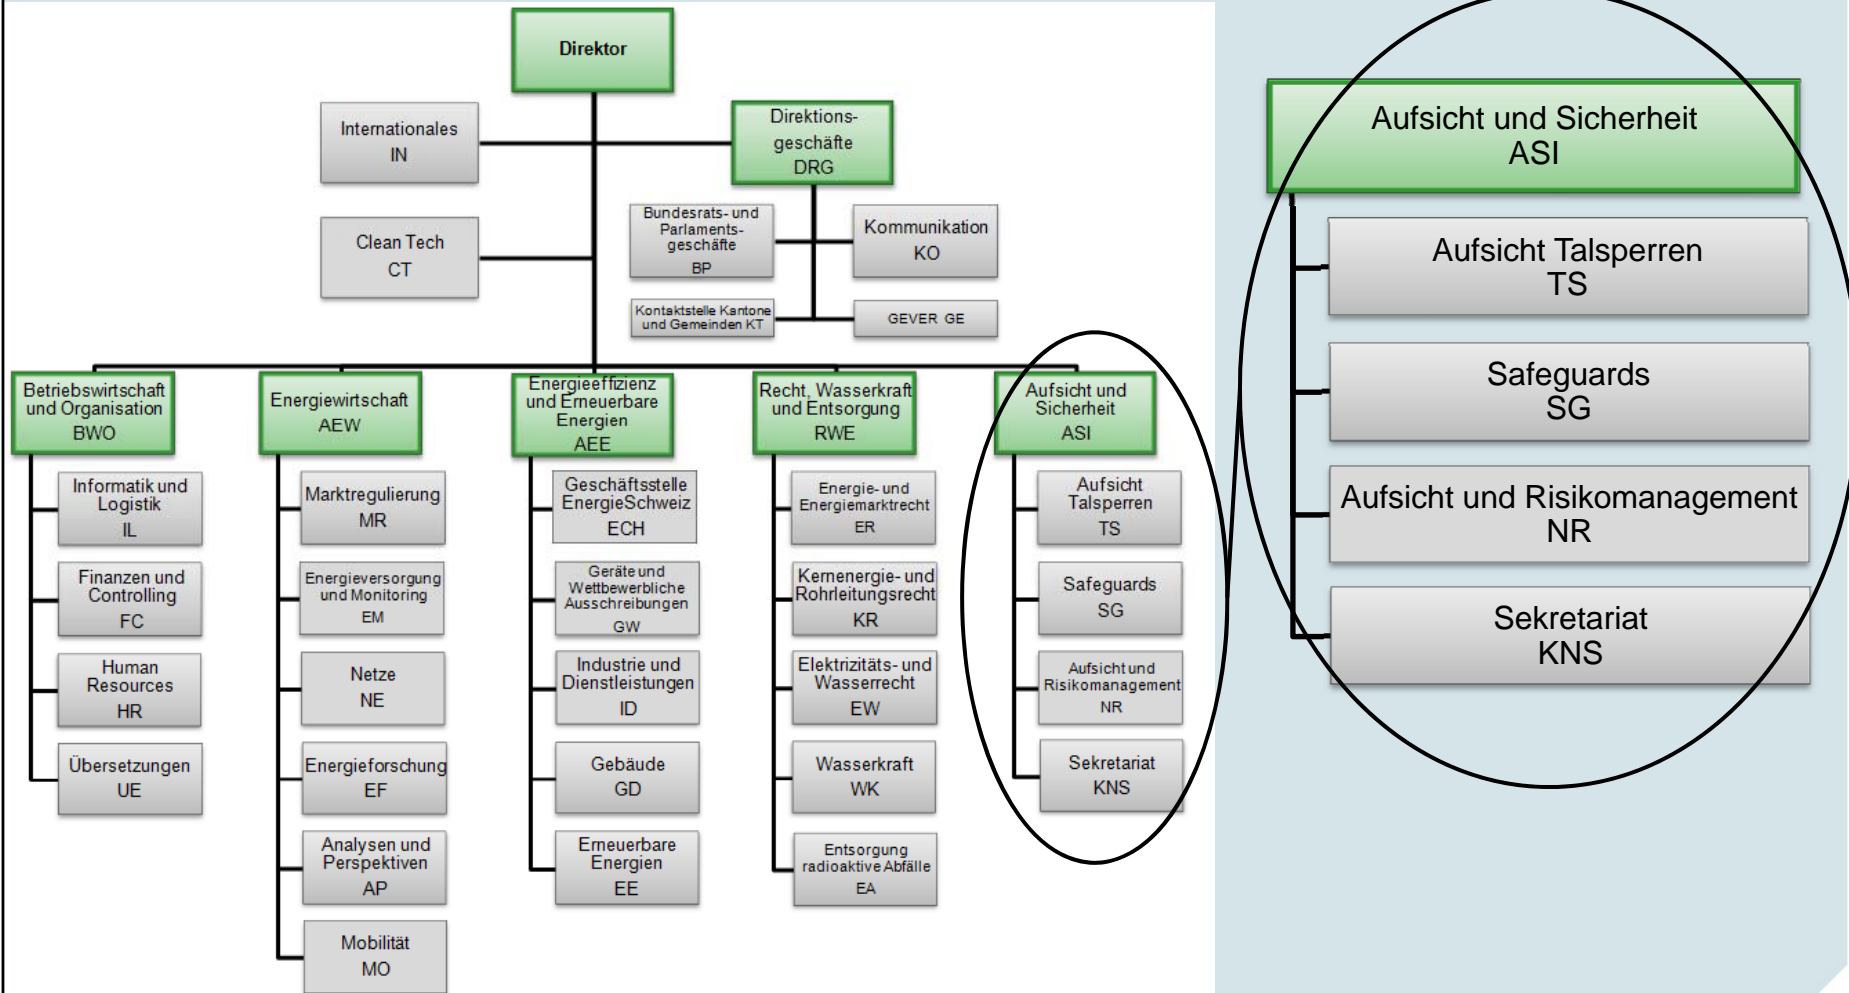 Direktor
Internationales
IN
Direktions-
geschäfte
DRG
Clean Tech
CT
Bundesrats- und
Parlaments-
geschäfte
BP
Kommunikation
KO
Kontaktstelle Kantone
und Gemeinden KT
GEVER GE
Betriebswirtschaft
und Organisation
BWO
Informatik und
Logistik
IL
Finanzen und
Controlling
FC
Human
Resources
HR
Übersetzungen
UE
Energiewirtschaft
AEW
Marktregulierung
MR
Energieversorgung
und Monitoring
EM
Netze
NE
Energieforschung
EF
Analysen und
Perspektiven
AP
Mobilität
MO
Energieeffizienz
und Erneuerbare
Energien
AEE
Geschäftsstelle
EnergieSchweiz
ECH
Geräte und
Wettbewerbliche
Ausschreibungen
GW
Industrie und
Dienstleistungen
ID
Gebäude
GD
Erneuerbare
Energien
EE
Recht, Wasserkraft
und Entsorgung
RWE
Energie- und
Energiemarktrecht
ER
Kernenergie- und
Rohrleitungsrecht
KR
Elektrizitäts- und
Wasserrecht
EW
Wasserkraft
WK
Entsorgung
radioaktive Abfälle
EA
Aufsicht und
Sicherheit
ASI
Aufsicht
Talsperren
TS
Safeguards
SG
Aufsicht und
Risikomanagement
NR
Sekretariat
KNS
Aufsicht und Sicherheit
ASI
Aufsicht Talsperren
TS
Safeguards
SG
Aufsicht und Risikomanagement
NR
Sekretariat
KNS